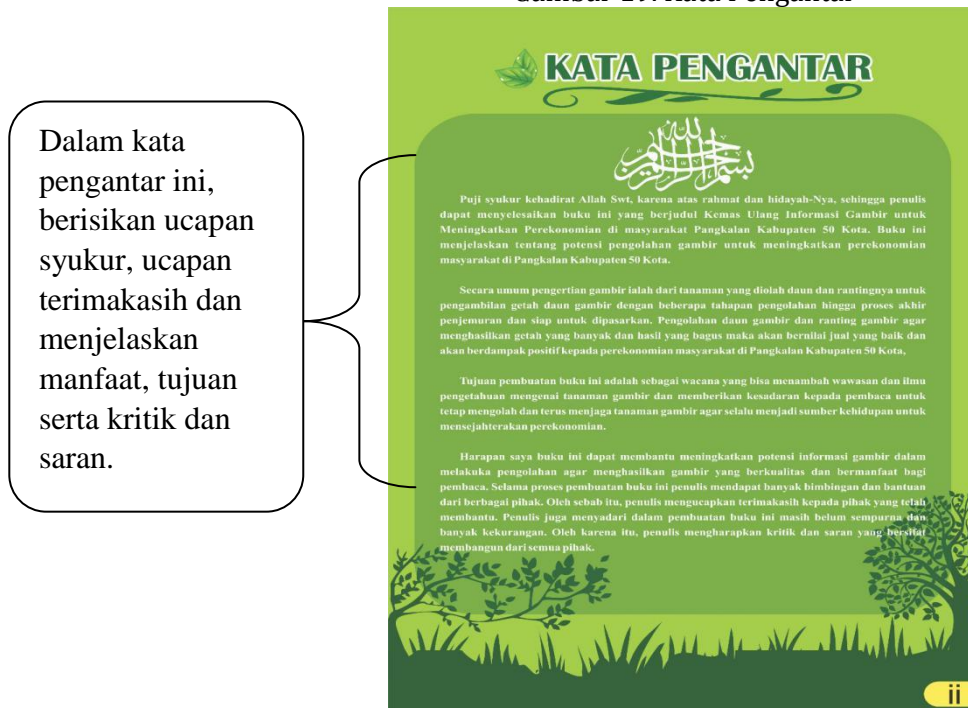 Gambar 19. Kata Pengantar
Dalam kata
pengantar ini,
berisikan ucapan
syukur, ucapan
terimakasih dan
menjelaskan
manfaat, tujuan
serta kritik dan
saran.
KATA PENGANTAR
بسم الله الرحمن الرحيم
Puji syukur kehadirat Allah Swt, karena atas rahmat dan hidayah-Nya, sehingga penulis
dapat menyelesaikan buku ini yang berjudul Kemas Ulang Informasi Gambir untuk
Meningkatkan Perekonomian di masyarakat Pangkalan Kabupaten 50 Kota. Buku ini
menjelaskan tentang potensi pengolahan gambir untuk meningkatkan perekonomian
masyarakat di Pangkalan Kabupaten 50 Kota.
Secara umum pengertian gambir ialah dari tanaman yang diolah daun dan rantingnya untuk
pengambilan getah daun gambir dengan beberapa tahapan pengolahan hingga proses akhir
penjemuran dan siap untuk dipasarkan. Pengolahan daun gambir dan ranting gambir agar
menghasilkan getah yang banyak dan hasil yang bagus maka akan bernilai jual yang baik dan
akan berdampak positif kepada perekonomian masyarakat di Pangkalan Kabupaten 50 Kota,
Tujuan pembuatan buku ini adalah sebagai wacana yang bisa menambah wawasan dan ilmu
pengetahuan mengenai tanaman gambir dan memberikan kesadaran kepada pembaca untuk
tetap mengolah dan terus menjaga tanaman gambir agar selalu menjadi sumber kehidupan untuk
mensejahterakan perekonomian.
Harapan saya buku ini dapat membantu meningkatkan potensi informasi gambir dalam
melakuka pengolahan agar menghasilkan gambir yang berkualitas dan bermanfaat bagi
pembaca. Selama proses pembuatan buku ini penulis mendapat banyak bimbingan dan bantuan
dari berbagai pihak. Oleh sebab itu, penulis mengucapkan terimakasih kepada pihak yang telah
membantu. Penulis juga menyadari dalam pembuatan buku ini masih belum sempurna dan
banyak kekurangan. Oleh karena itu, penulis mengharapkan kritik dan saran yang bersifat
membangun dari semua pihak.
ii